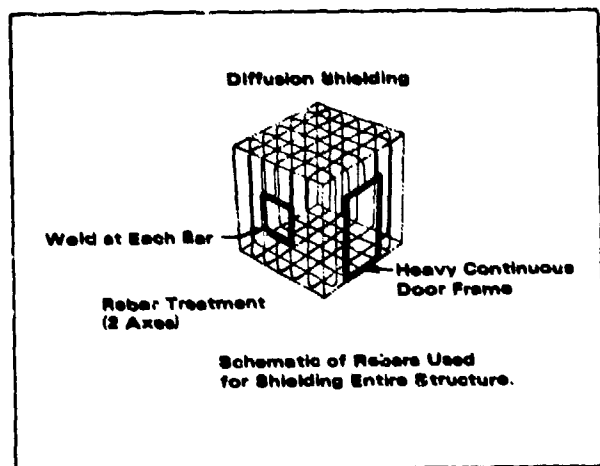 Diffusion Shielding
Weld at Each Bar
Heavy Continuous
Door Frame
Rebar Treatment
(2 Axes)
Schematic of Rebars Used
for Shielding Entire Structure.